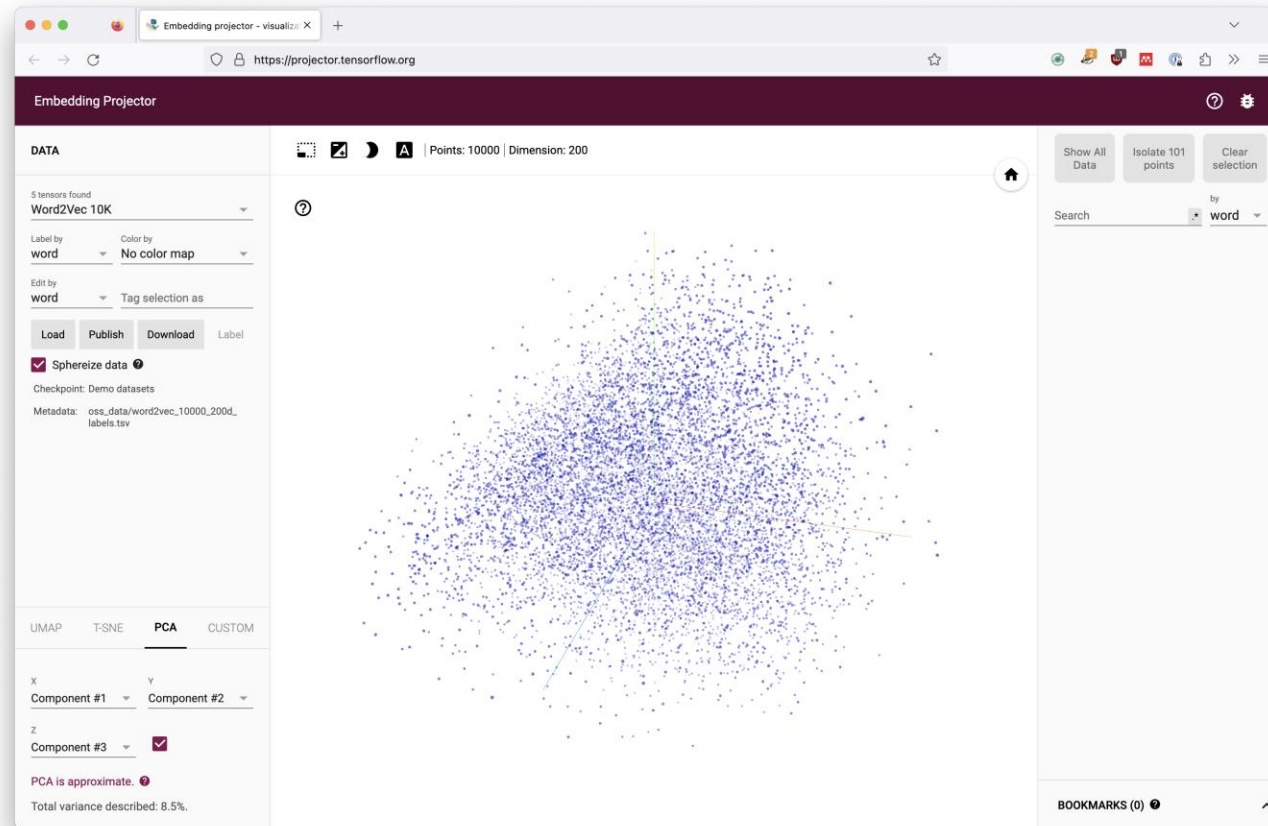 Embedding projector - visualiza
https://projector.tensorflow.org
2
1
Embedding Projector
DATA
Points: 10000 | Dimension: 200
5 tensors found
Word2Vec 10K
Label by
Color by
word
No color map
Edit by
word
Tag selection as
Load Publish Download Label
Sphereize data
Checkpoint: Demo datasets
Metadata: oss_data/word2vec_10000_200d_
labels.tsv
UMAP T-SNE PCA CUSTOM
X
Y
Component #1
Component #2
Z
Component #3
PCA is approximate.
Total variance described: 8.5%.
Show All
Data
Isolate 101
points
Clear
selection
Search
.*
by
word
BOOKMARKS (0)